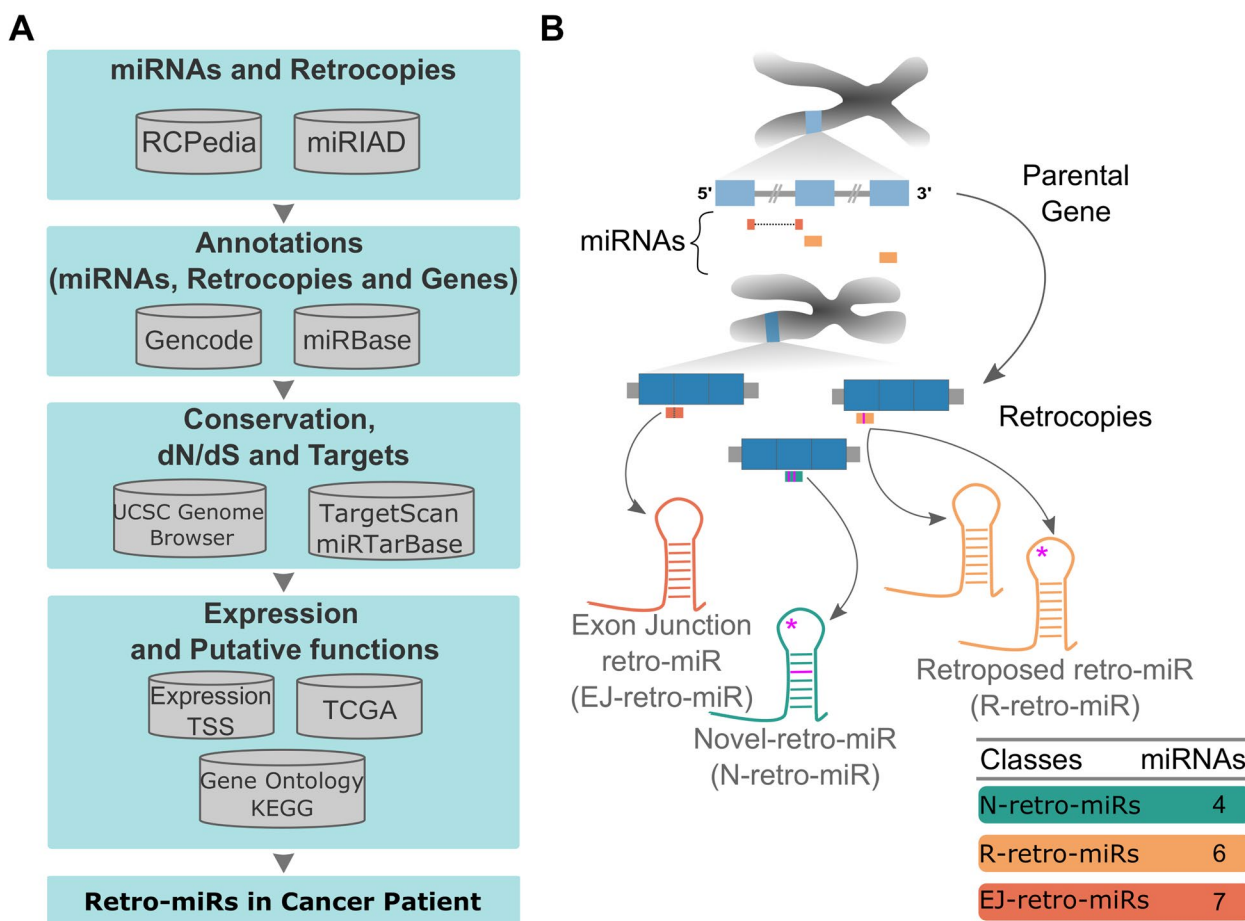 A
miRNAs and Retrocopies
RCPedia
miRIAD
Annotations
(miRNAs, Retrocopies and Genes)
Gencode
miRBase
Conservation,
dN/dS and Targets
UCSC Genome
Browser
TargetScan
miRTarBase
Expression
and Putative functions
Expression
TSS
TCGA
Gene Ontology
KEGG
Retro-miRs in Cancer Patient
B
5'
3'
Parental
Gene
miRNAs
Retrocopies
*
*
Exon Junction
retro-miR
(EJ-retro-miR)
Novel-retro-miR
(N-retro-miR)
Retroposed retro-miR
(R-retro-miR)
Classes miRNAs
N-retro-miRs 4
R-retro-miRs 6
EJ-retro-miRs 7